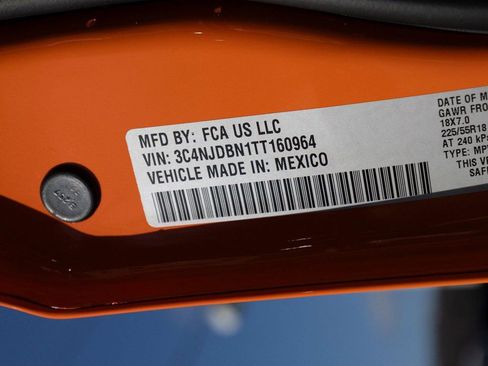 MFD BY: FCA US LLC
VIN: 3C4NJDBN1TT160964
VEHICLE MADE IN: MEXICO
DATE OF M
GAWR FRO
18X7.0
225/55R18
AT 240 kP
TYPE: MP
THIS VE
SAF